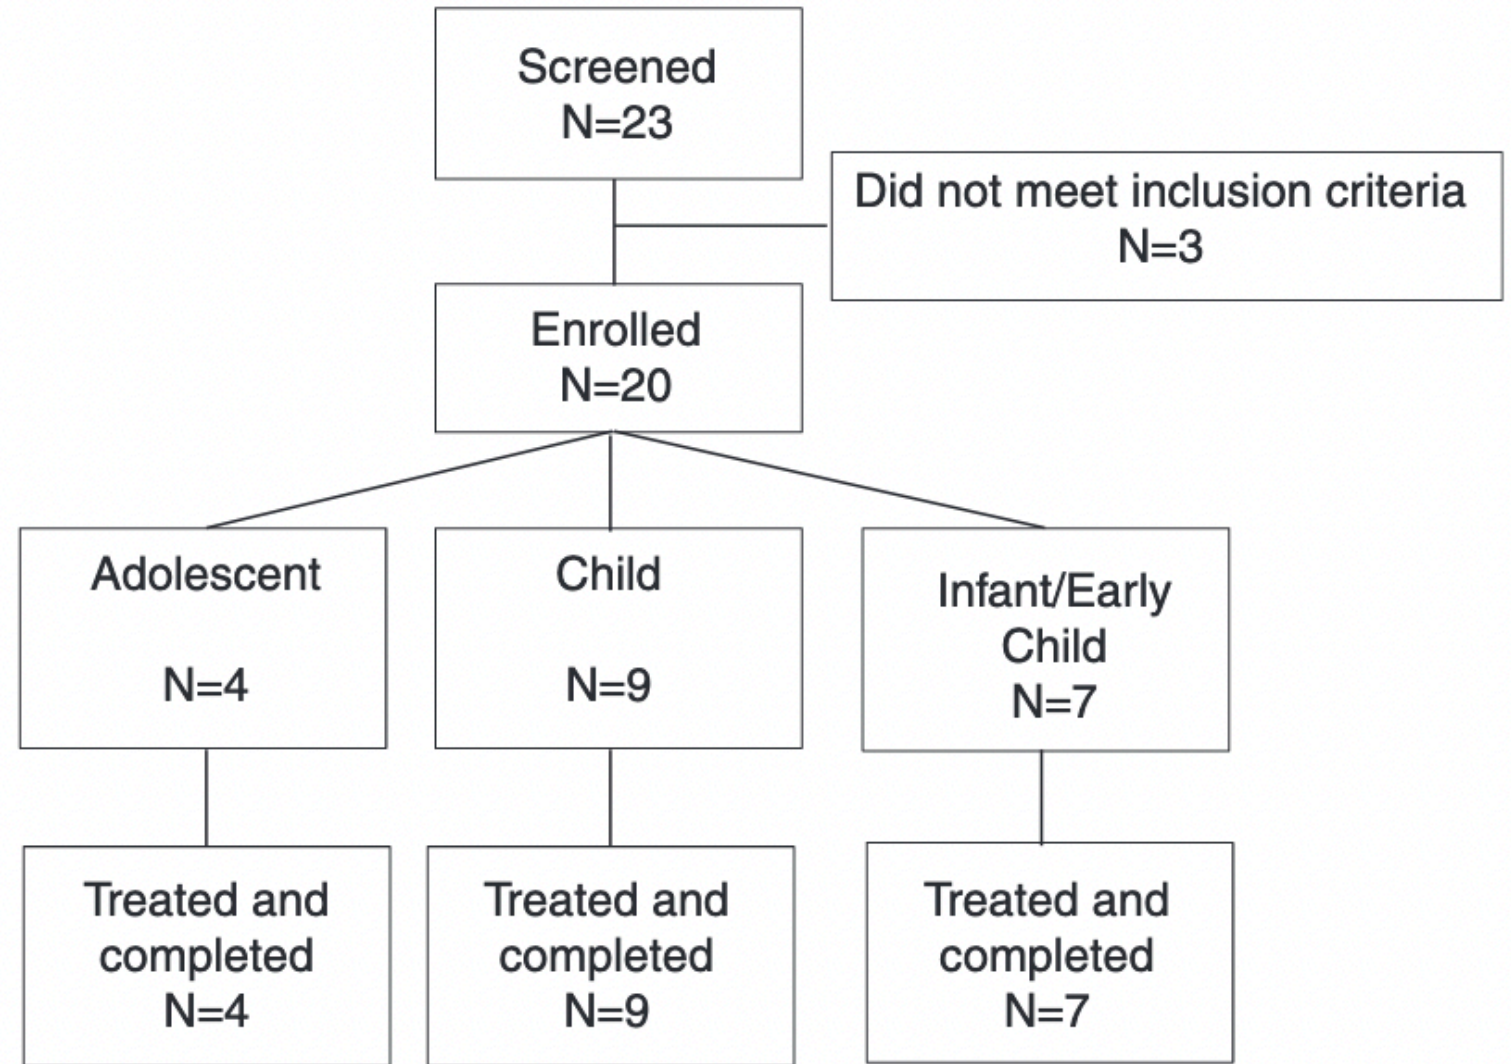 Screened
N=23
Did not meet inclusion criteria
N=3
Enrolled
N=20
Adolescent
N=4
Child
N=9
Infant/Early
Child
N=7
Treated and
completed
N=4
Treated and
completed
N=9
Treated and
completed
N=7